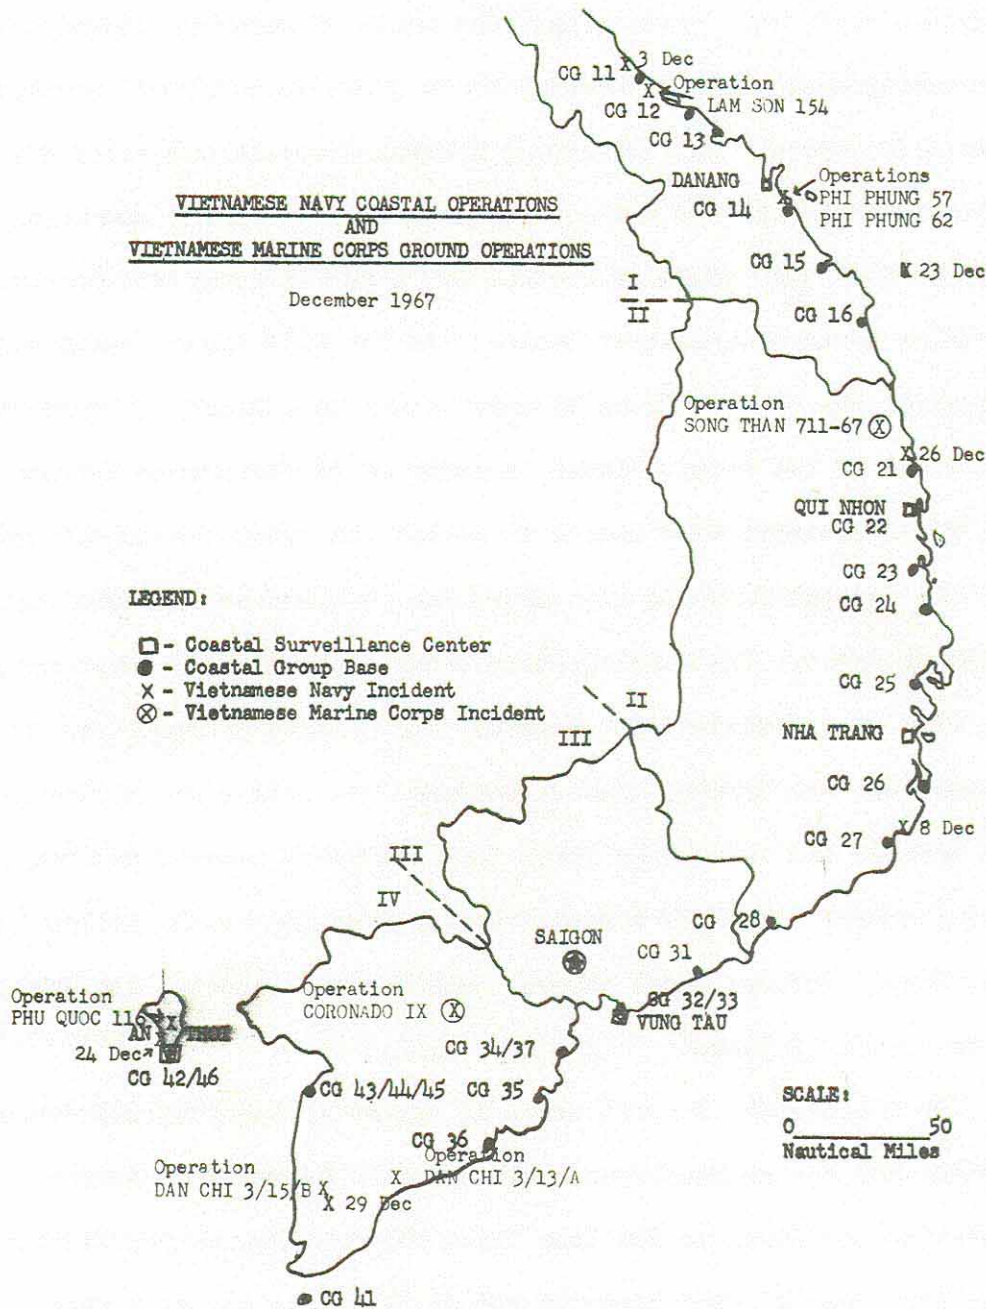 CG 11 X 3 Dec
X Operation
LAM SON 154
CG 12
CG 13
DANANG
Operations
PHI PHUNG 57
PHI PHUNG 62
CG 14 X
VIETNAMESE NAVY COASTAL OPERATIONS
AND
VIETNAMESE MARINE CORPS GROUND OPERATIONS
December 1967
CG 15
X 23 Dec
I
II
CG 16
Operation
SONG THAN 711-67 X
X 26 Dec
CG 21
QUI NHON
CG 22
CG 23
CG 24
LEGEND:
- Coastal Surveillance Center
- Coastal Group Base
X - Vietnamese Navy Incident
X - Vietnamese Marine Corps Incident
CG 25
II
III
NHA TRANG
CG 26
CG 27
X 8 Dec
III
IV
CG 28
SAIGON
CG 31
CG 32/33
VUNG TAU
Operation
PHU QUOC 116 X
AN THOI
24 Dec
CG 42/46
Operation
CORONADO IX X
CG 34/37
CG 43/44/45
CG 35
SCALE:
0 50
Nautical Miles
CG 36
Operation
DAN CHI 3/15/B X
X Operation
DAN CHI 3/13/A
X 29 Dec
CG 41